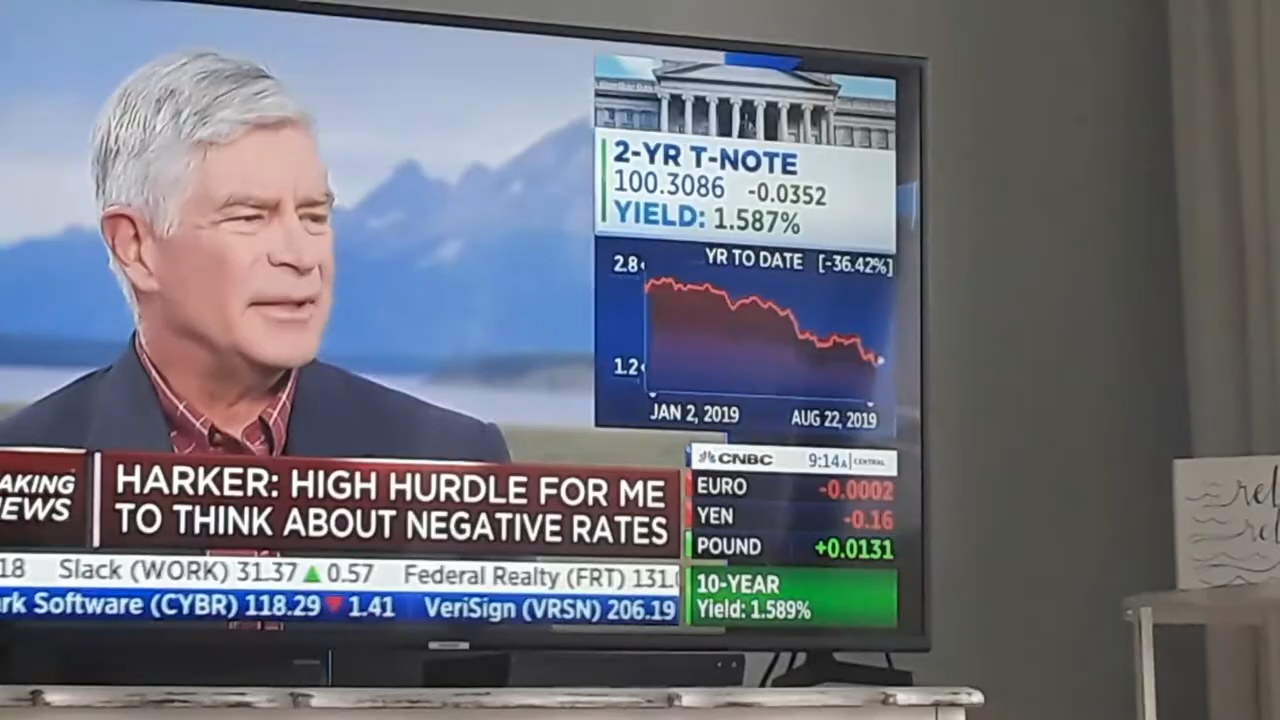 2-YR T-NOTE
100.3086 -0.0352
YIELD: 1.587%
YR TO DATE [-36.42%]
2.8
1.2
JAN 2, 2019 AUG 22, 2019
AKING
EWS
HARKER: HIGH HURDLE FOR ME
TO THINK ABOUT NEGATIVE RATES
CNBC 9:14A CENTRAL
EURO -0.0002
YEN -0.16
POUND +0.0131
10-YEAR
Yield: 1.589%
18 Slack (WORK) 31.37 ▲ 0.57 Federal Realty (FRT) 131.0
rk Software (CYBR) 118.29 ▼ 1.41 VeriSign (VRSN) 206.19